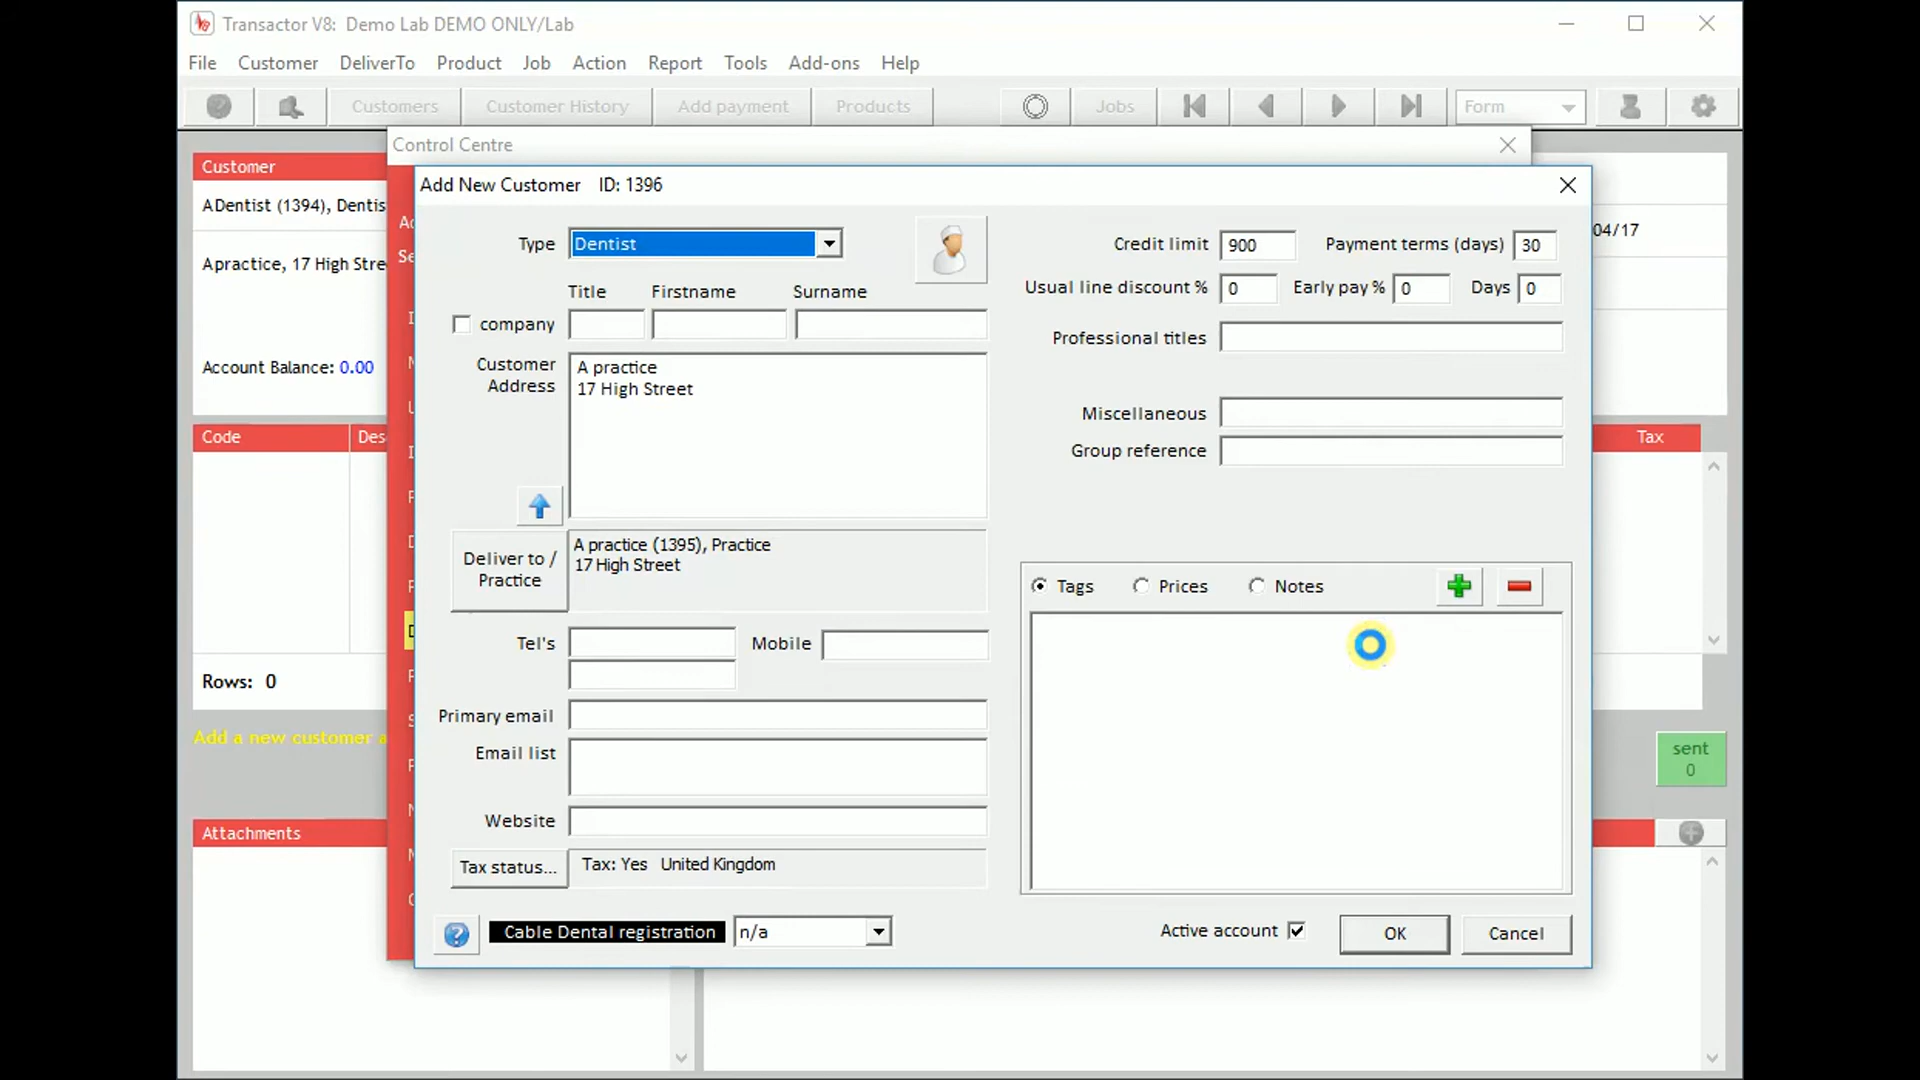 Transactor V8: Demo Lab DEMO ONLY/Lab
File Customer DeliverTo Product Job Action Report Tools Add-ons Help
Customers Customer History Add payment Products Jobs Form
Control Centre
Customer
ADentist (1394), Dentis
04/17
Apractice, 17 High Stre
Account Balance: 0.00
Code Des Tax
Rows: 0
Add a new customer a
sent
0
Attachments
Add New Customer ID: 1396
Type Dentist
Title Firstname Surname
company
Customer Address
A practice
17 High Street
Deliver to / Practice
A practice (1395), Practice
17 High Street
Tel's Mobile
Primary email
Email list
Website
Tax status... Tax: Yes United Kingdom
Cable Dental registration n/a
Credit limit 900 Payment terms (days) 30
Usual line discount % 0 Early pay % 0 Days 0
Professional titles
Miscellaneous
Group reference
Tags Prices Notes
Active account OK Cancel